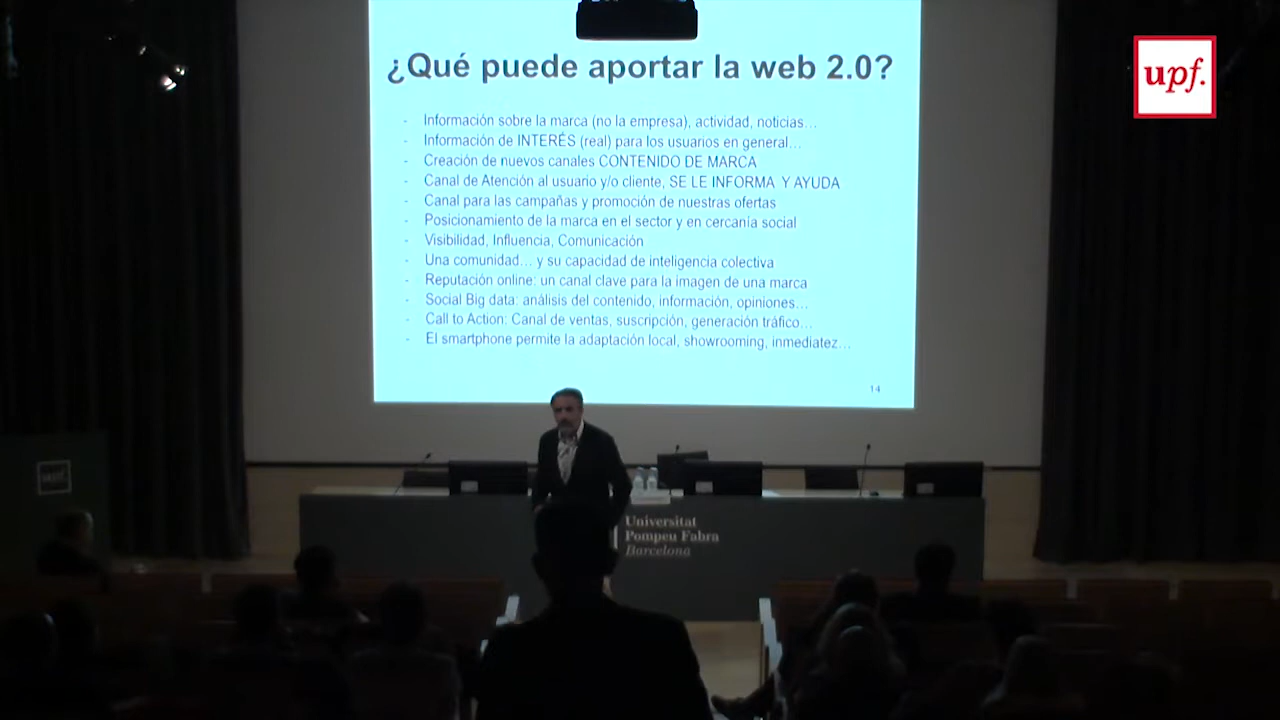 ¿Qué puede aportar la web 2.0?
upf.
- Información sobre la marca (no la empresa), actividad, noticias…
- Información de INTERÉS (real) para los usuarios en general…
- Creación de nuevos canales CONTENIDO DE MARCA
- Canal de Atención al usuario y/o cliente, SE LE INFORMA Y AYUDA
- Canal para las campañas y promoción de nuestras ofertas
- Posicionamiento de la marca en el sector y en cercanía social
- Visibilidad, Influencia, Comunicación
- Una comunidad… y su capacidad de inteligencia colectiva
- Reputación online: un canal clave para la imagen de una marca
- Social Big data: análisis del contenido, información, opiniones…
- Call to Action: Canal de ventas, suscripción, generación tráfico…
- El smartphone permite la adaptación local, showrooming, inmediatez…
14
Universitat
Pompeu Fabra
Barcelona